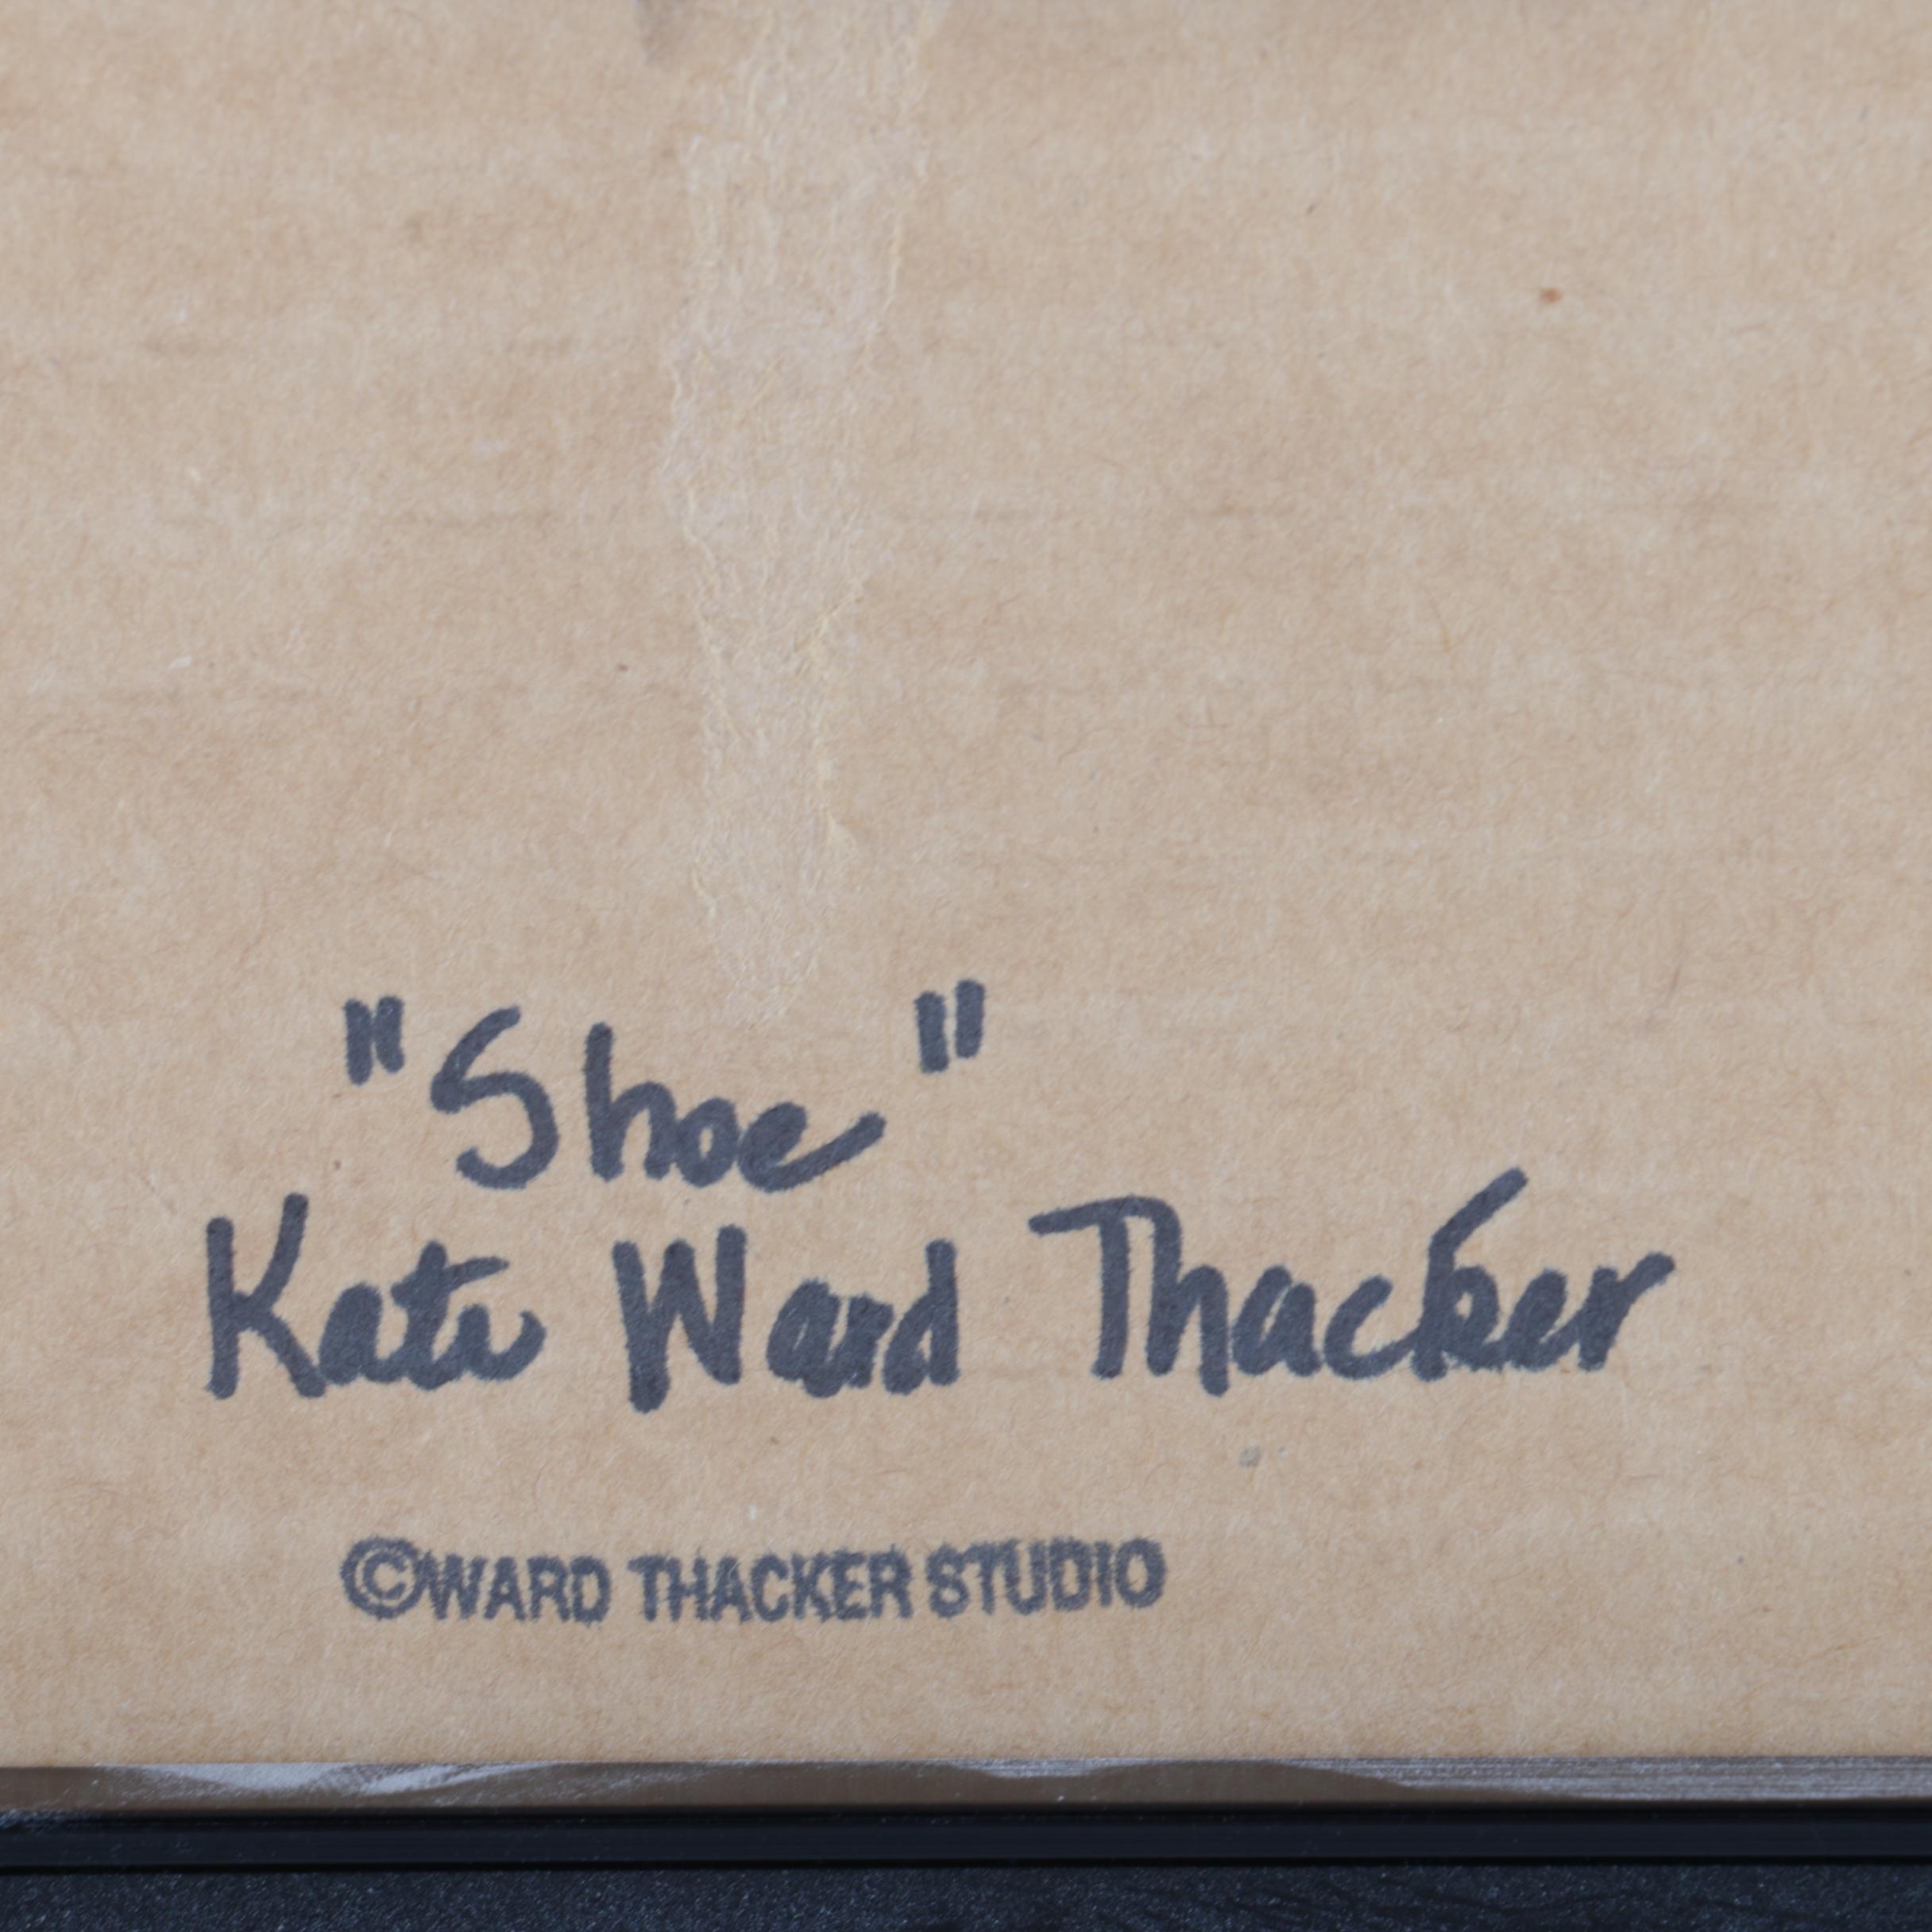 "Shoe"
Kate Ward Thacker
©WARD THACKER STUDIO